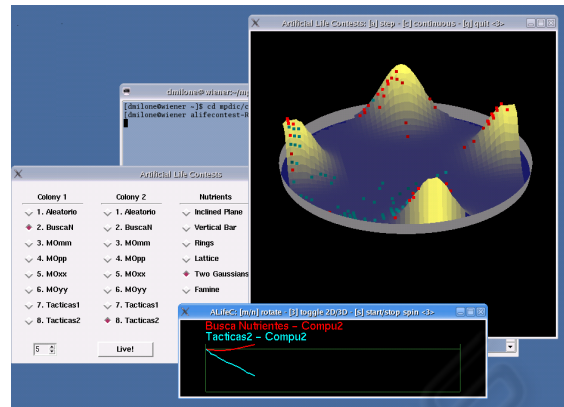 Artificial Life Contests: [a] step - [c] continuous - [q] quit <3>
dmilone@wiener:~/mp
[dmilone@wiener ~]$ cd mpdic/c
[dmilone@wiener alifecontest-R
Artificial Life Contests
Colony 1 Colony 2 Nutrients
1. Aleatorio 1. Aleatorio Inclined Plane
2. BuscaN 2. BuscaN Vertical Bar
3. MOmm 3. MOmm Rings
4. MOpp 4. MOpp Lattice
5. MOxx 5. MOxx Two Gaussians
6. MOyy 6. MOyy Famine
7. Tacticas1 7. Tacticas1
8. Tacticas2 8. Tacticas2
5 Live!
ALifeC: [m/n] rotate - [3] toggle 2D/3D - [s] start/stop spin <3>
Busca Nutrientes - Compu2
Tacticas2 - Compu2